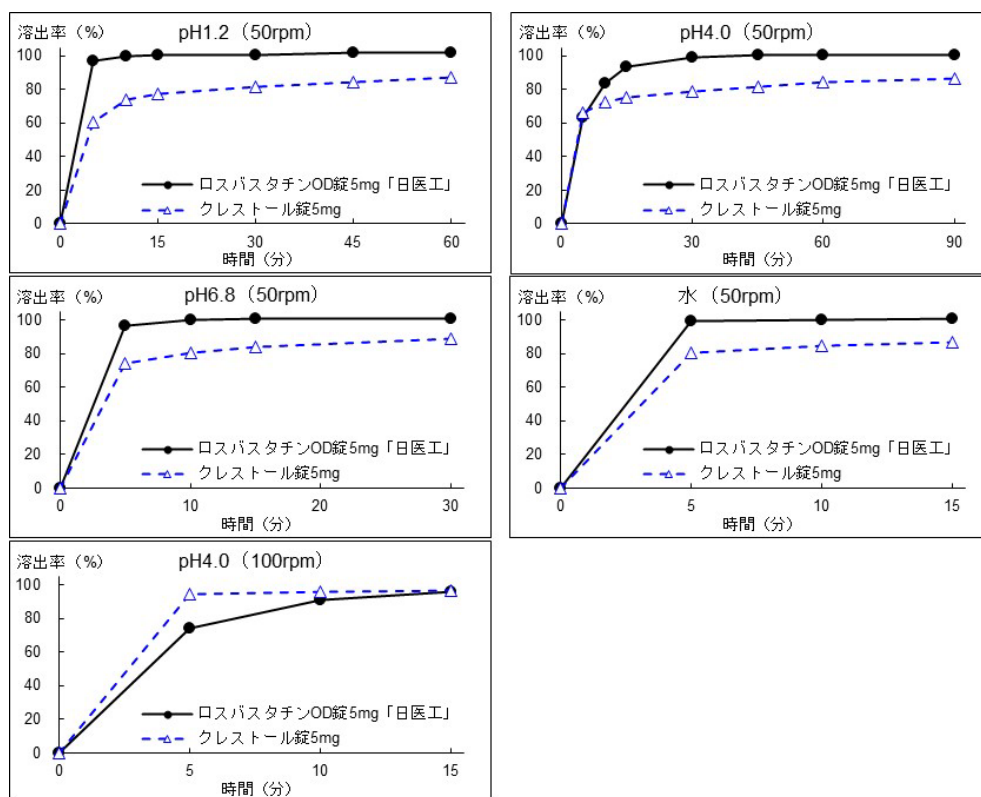 溶出率 (%)
pH1.2（50rpm）
100
80
60
40
20
0
ロスバスタチンOD錠5mg「日医工」
クレストール錠5mg
0 15 30 45 60
時間（分）
溶出率 (%)
pH4.0（50rpm）
100
80
60
40
20
0
ロスバスタチンOD錠5mg「日医工」
クレストール錠5mg
0 30 60 90
時間（分）
溶出率 (%)
pH6.8（50rpm）
100
80
60
40
20
0
ロスバスタチンOD錠5mg「日医工」
クレストール錠5mg
0 10 20 30
時間（分）
溶出率 (%)
水（50rpm）
100
80
60
40
20
0
ロスバスタチンOD錠5mg「日医工」
クレストール錠5mg
0 5 10 15
時間（分）
溶出率 (%)
pH4.0（100rpm）
100
80
60
40
20
0
ロスバスタチンOD錠5mg「日医工」
クレストール錠5mg
0 5 10 15
時間（分）